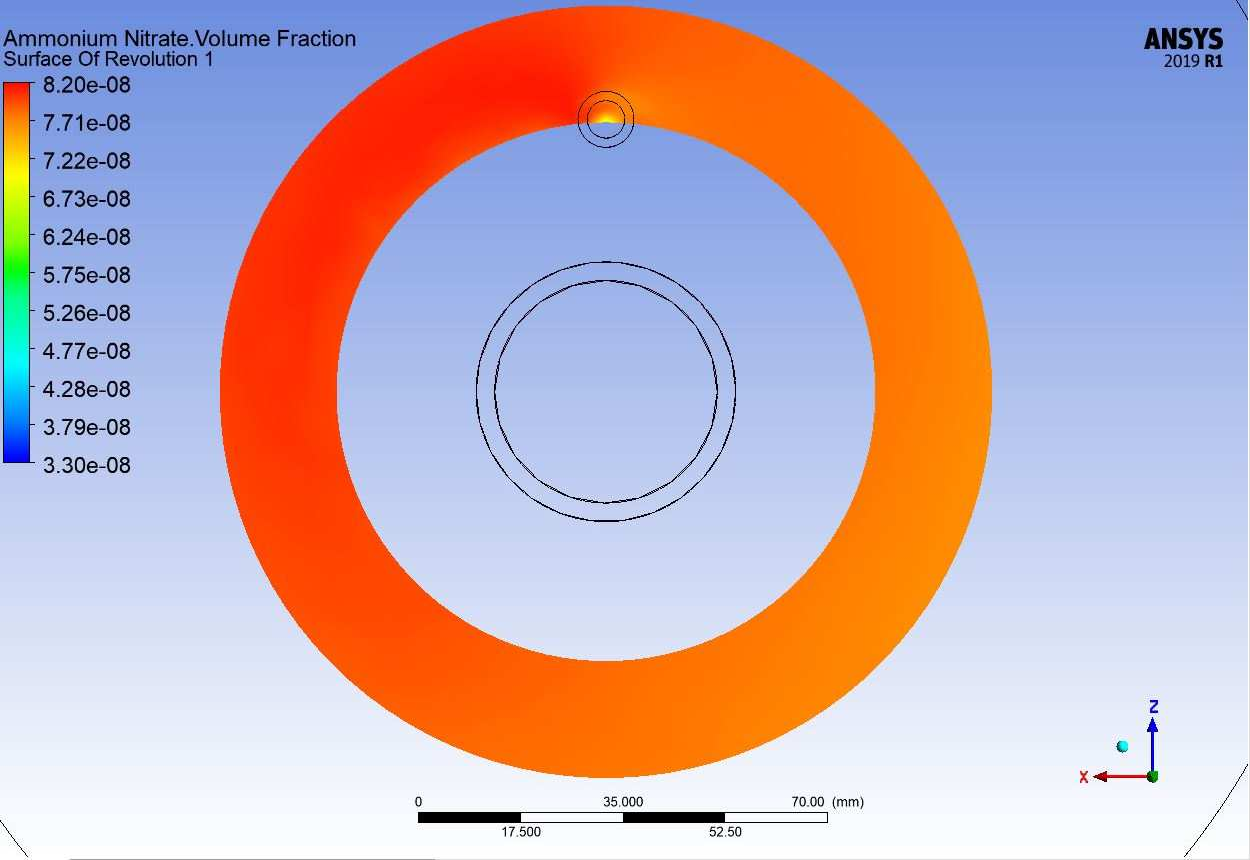 Ammonium Nitrate.Volume Fraction
Surface Of Revolution 1
8.20e-08
7.71e-08
7.22e-08
6.73e-08
6.24e-08
5.75e-08
5.26e-08
4.77e-08
4.28e-08
3.79e-08
3.30e-08
ANSYS
2019 R1
Z
X
0 35.000 70.00 (mm)
17.500 52.50